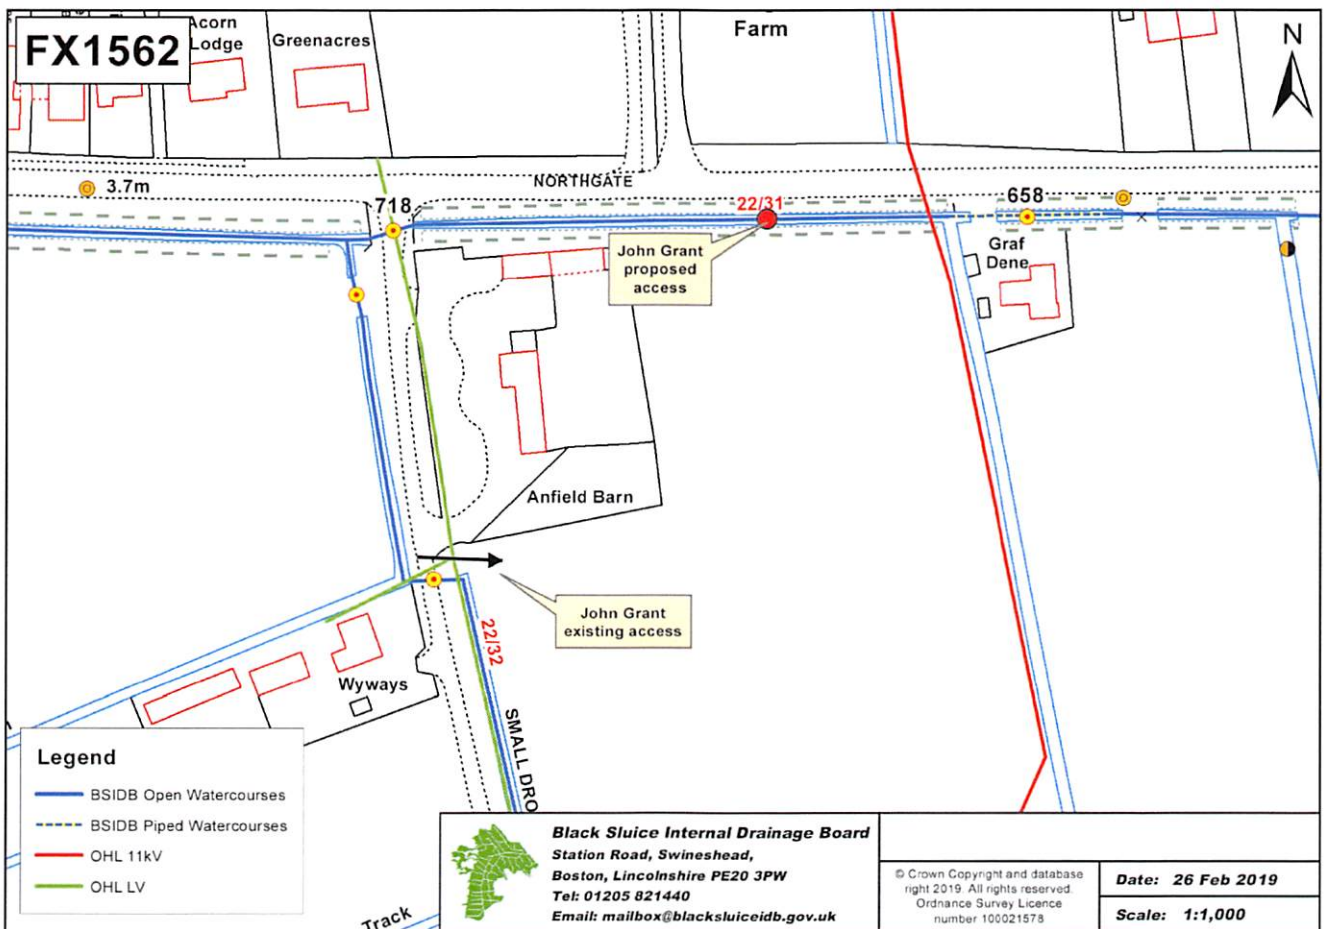 FX1562
Acorn
Lodge
Greenacres
Farm
N
3.7m
718
NORTHGATE
22/31
658
John Grant
proposed
access
Graf
Dene
Anfield Barn
John Grant
existing access
22/32
Wyways
SMALL DRO
Track
Legend
BSIDB Open Watercourses
BSIDB Piped Watercourses
OHL 11kV
OHL LV
Black Sluice Internal Drainage Board
Station Road, Swineshead,
Boston, Lincolnshire PE20 3PW
Tel: 01205 821440
Email: mailbox@blacksluiceidb.gov.uk
© Crown Copyright and database
right 2019. All rights reserved.
Ordnance Survey Licence
number 100021578
Date: 26 Feb 2019
Scale: 1:1,000